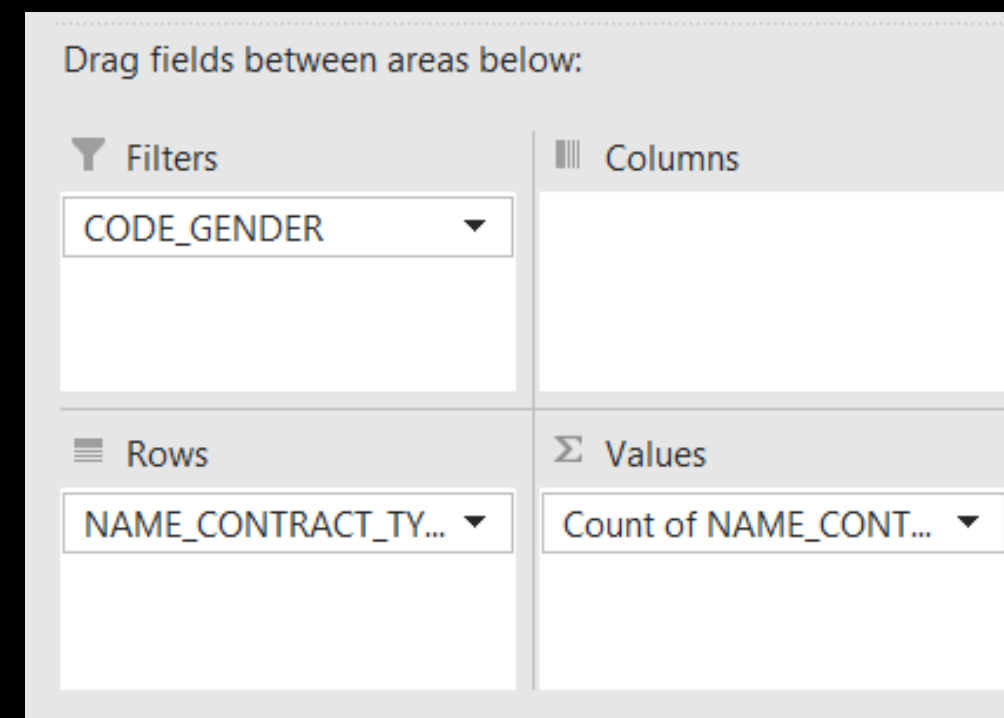 Drag fields between areas below:
Filters
CODE_GENDER
Columns
Rows
NAME_CONTRACT_TY...
Σ Values
Count of NAME_CONT...